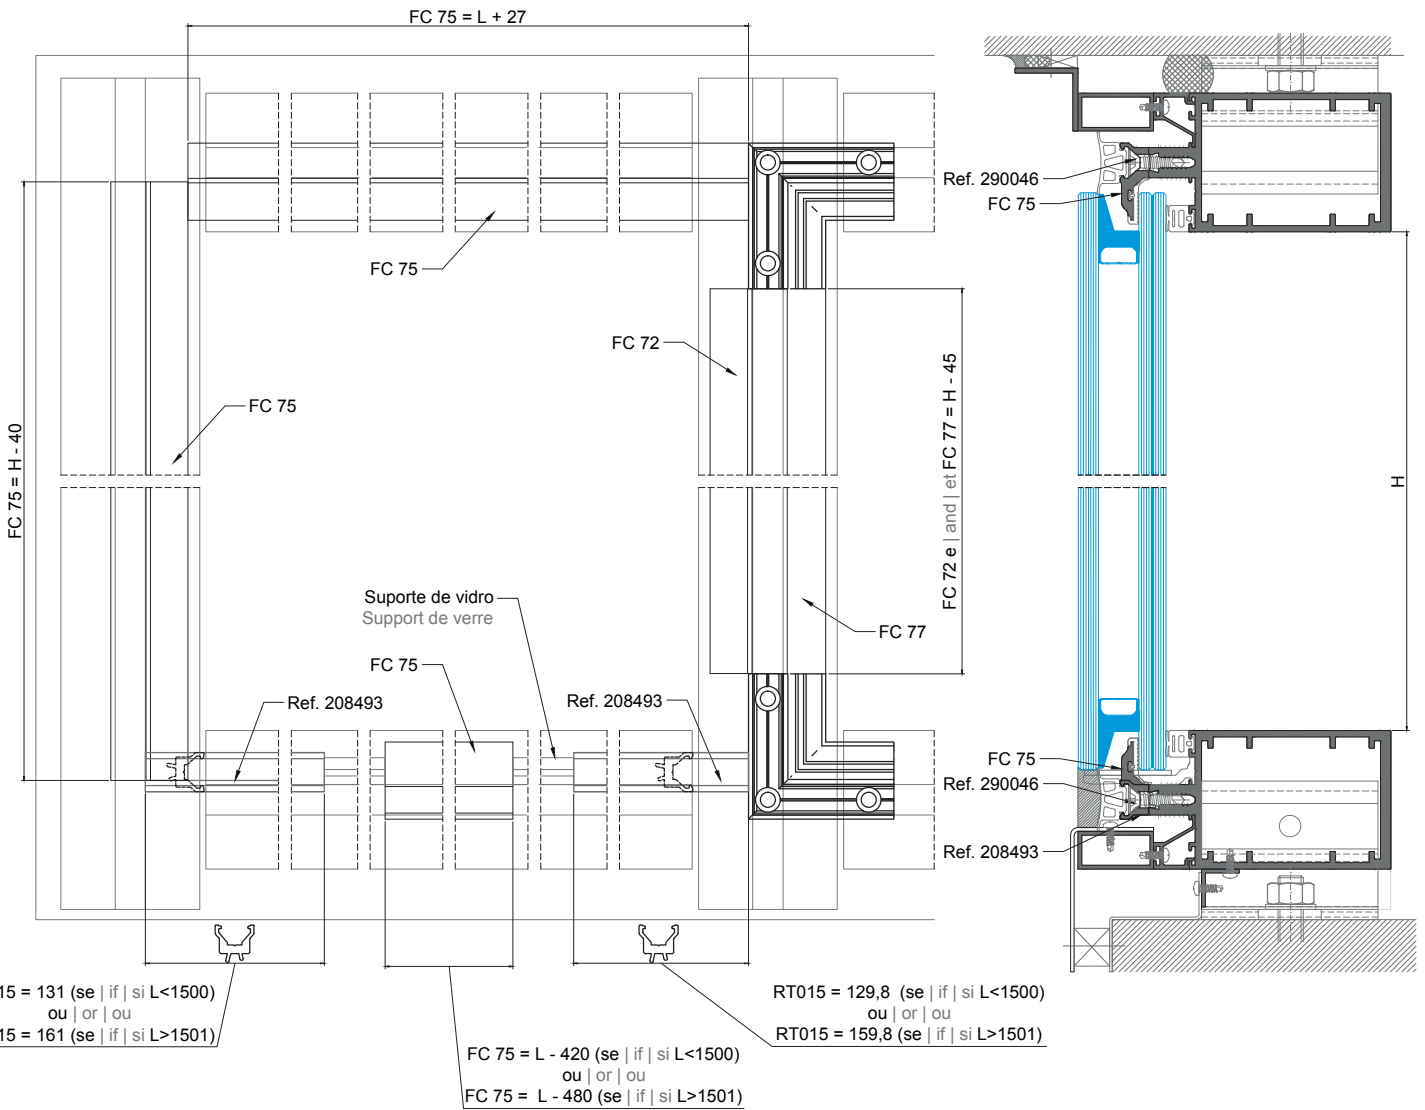 FC 75 = L + 27
Ref. 290046
FC 75
FC 75
FC 72
FC 75
FC 75 = H - 40
FC 72 e | and | et FC 77 = H - 45
H
Suporte de vidro
Support de verre
FC 77
FC 75
Ref. 208493
Ref. 208493
FC 75
Ref. 290046
Ref. 208493
15 = 131 (se | if | si L<1500)
ou | or | ou
15 = 161 (se | if | si L>1501)
RT015 = 129,8 (se | if | si L<1500)
ou | or | ou
RT015 = 159,8 (se | if | si L>1501)
FC 75 = L - 420 (se | if | si L<1500)
ou | or | ou
FC 75 = L - 480 (se | if | si L>1501)